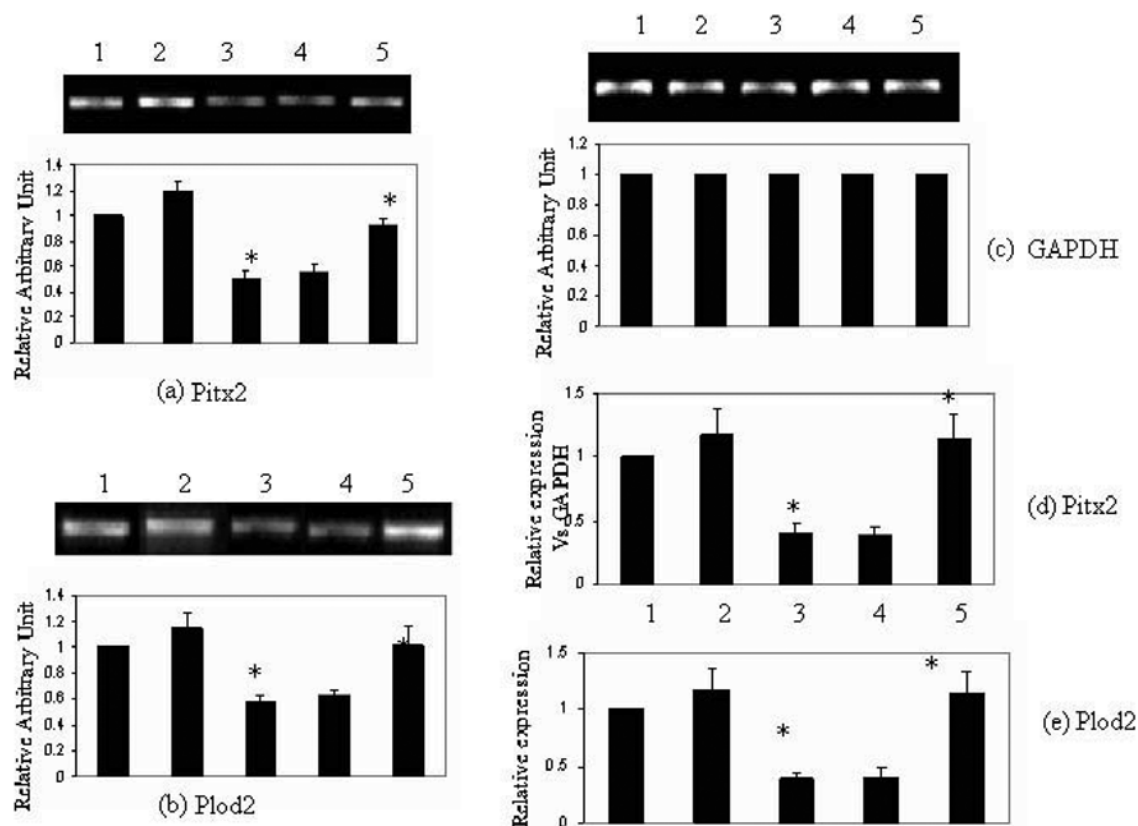 1 2 3 4 5
Relative Arbitrary Unit
1.4
1.2
1
0.8
0.6
0.4
0.2
0
*
*
(a) Pitx2
1 2 3 4 5
Relative Arbitrary Unit
1.4
1.2
1
0.8
0.6
0.4
0.2
0
*
*
(b) Plod2
1 2 3 4 5
Relative Arbitrary Unit
1.2
1
0.8
0.6
0.4
0.2
0
(c) GAPDH
Relative expression
Vs. GAPDH
1.5
1
0.5
0
*
*
(d) Pitx2
1 2 3 4 5
Relative expression
1.5
1
0.5
0
*
*
(e) Plod2